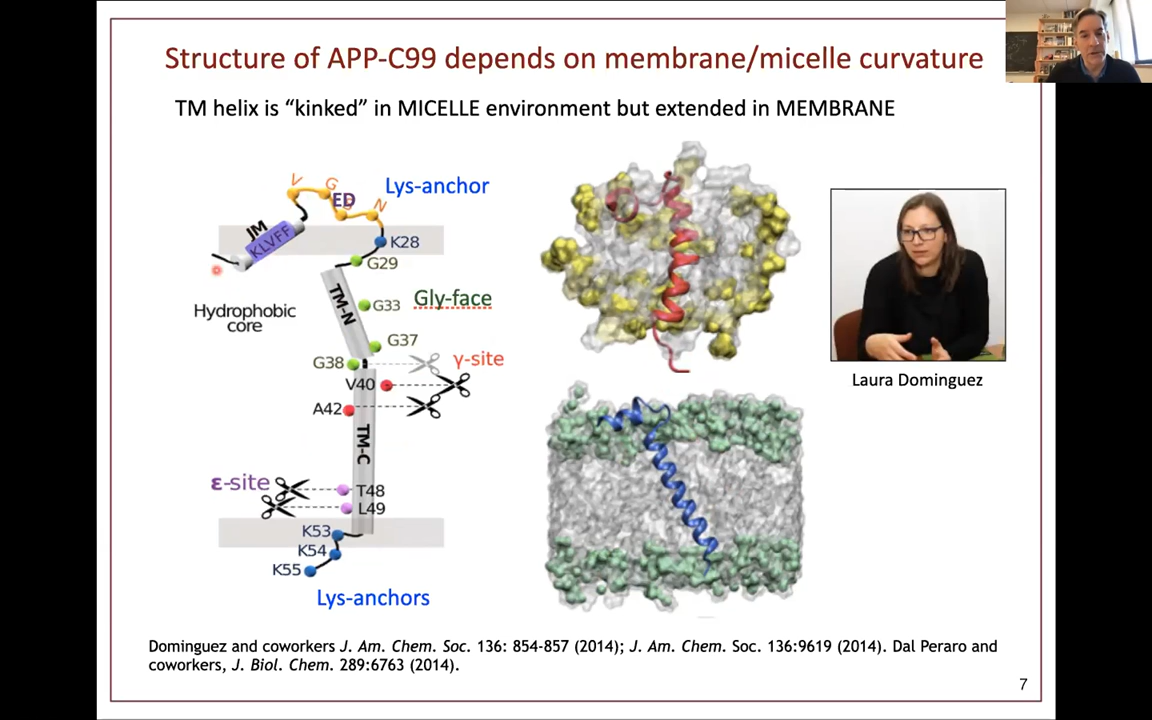 Structure of APP-C99 depends on membrane/micelle curvature
TM helix is “kinked” in MICELLE environment but extended in MEMBRANE
V
G
ED
N
Lys-anchor
JM
KLVFF
K28
G29
Hydrophobic
core
TM-N
G33
Gly-face
G37
G38
γ-site
V40
A42
TM-C
ε-site
T48
L49
K53
K54
K55
Lys-anchors
Laura Dominguez
Dominguez and coworkers J. Am. Chem. Soc. 136: 854-857 (2014); J. Am. Chem. Soc. 136:9619 (2014). Dal Peraro and
coworkers, J. Biol. Chem. 289:6763 (2014).
7